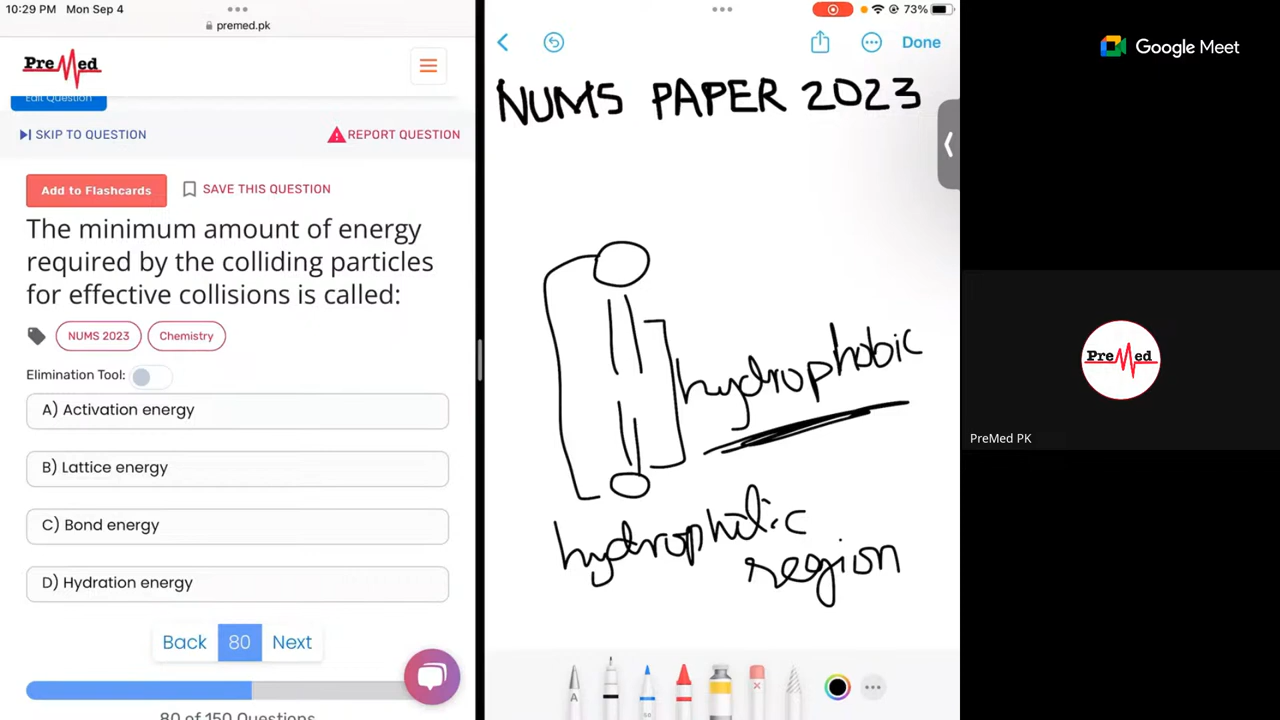 10:29 PM Mon Sep 4
premed.pk
73%
Done
Google Meet
PreMed
Edit Question
SKIP TO QUESTION
REPORT QUESTION
Add to Flashcards
SAVE THIS QUESTION
The minimum amount of energy
required by the colliding particles
for effective collisions is called:
NUMS 2023
Chemistry
Elimination Tool:
A) Activation energy
B) Lattice energy
C) Bond energy
D) Hydration energy
Back 80 Next
80 of 150 Questions
NUMS PAPER 2023
hydrophobic
hydrophilic
region
PreMed
PreMed PK